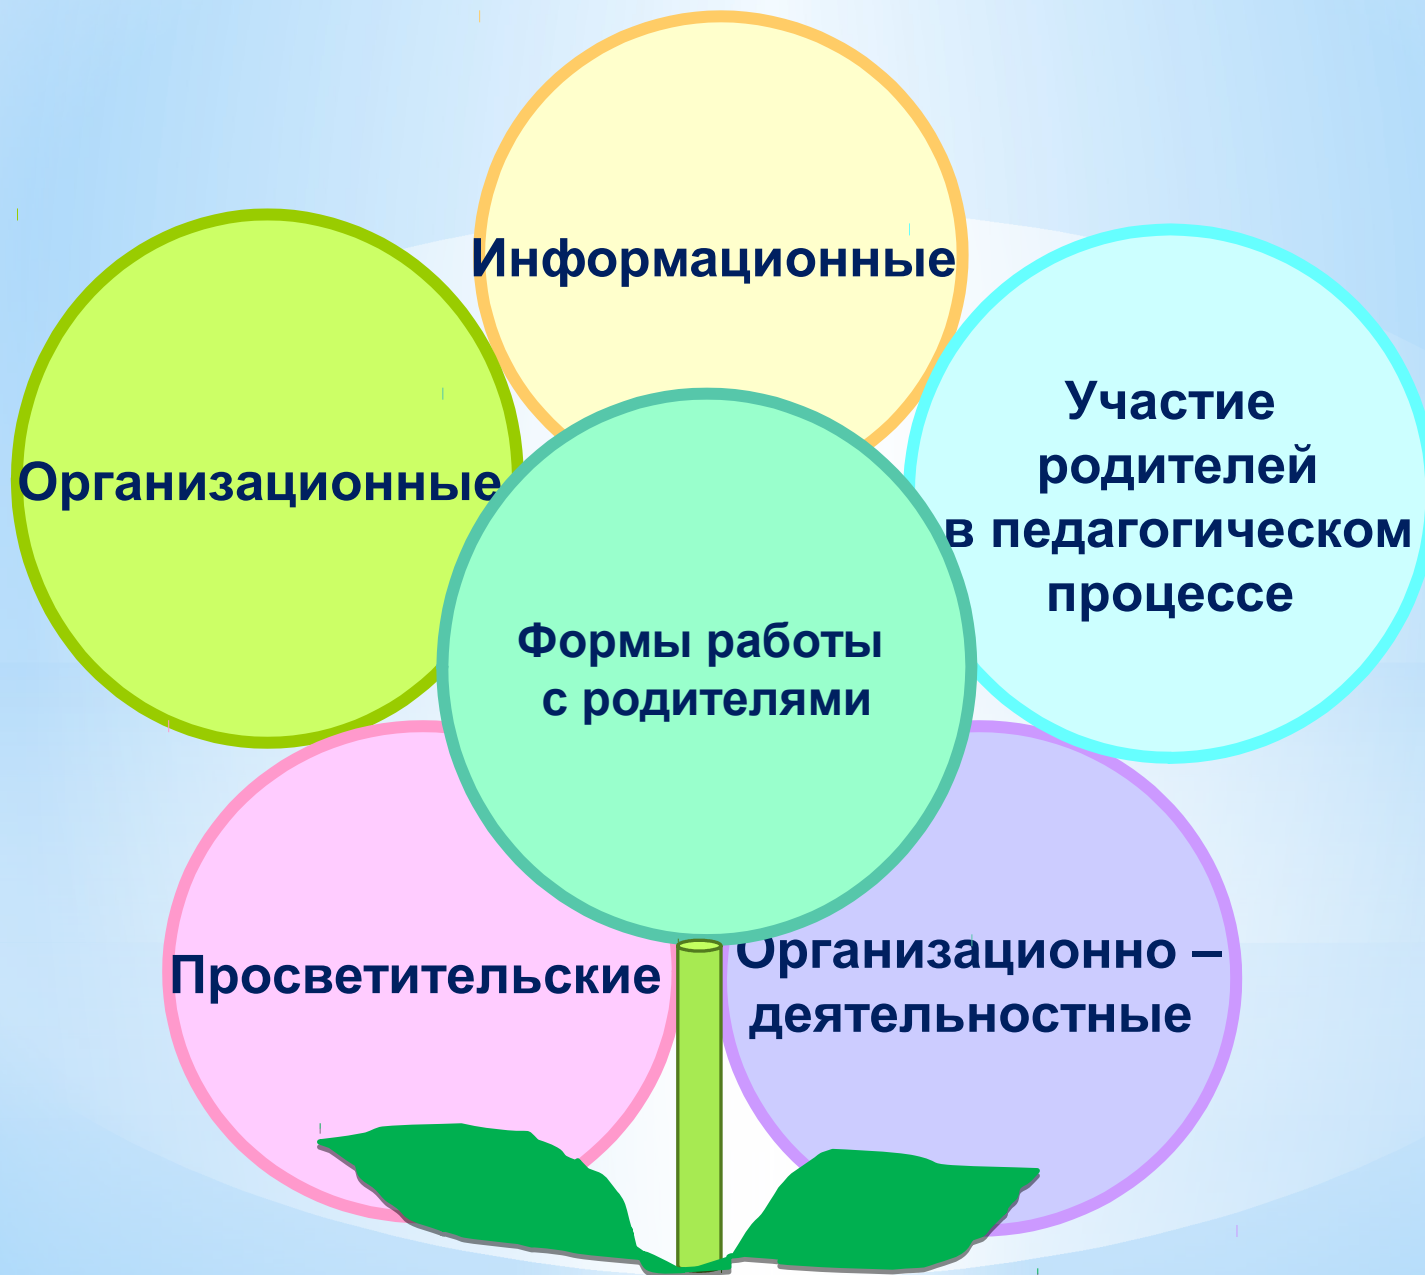 Информационные
Организационные
Участие
родителей
в педагогическом
процессе
Формы работы
с родителями
Просветительские
Организационно –
деятельностные